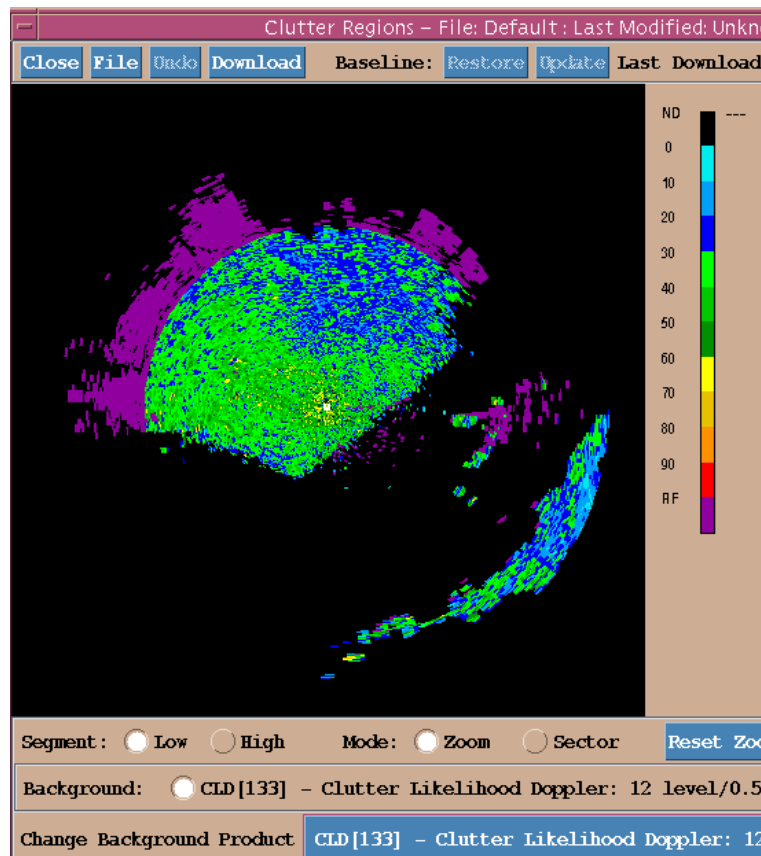 Clutter Regions – File: Default : Last Modified: Unkn
Close File Undo Download Baseline: Restore Update Last Download
ND ---
0
10
20
30
40
50
60
70
80
90
RF
Segment: Low High Mode: Zoom Sector Reset Zoo
Background: CLD[133] - Clutter Likelihood Doppler: 12 level/0.5
Change Background Product CLD[133] - Clutter Likelihood Doppler: 12